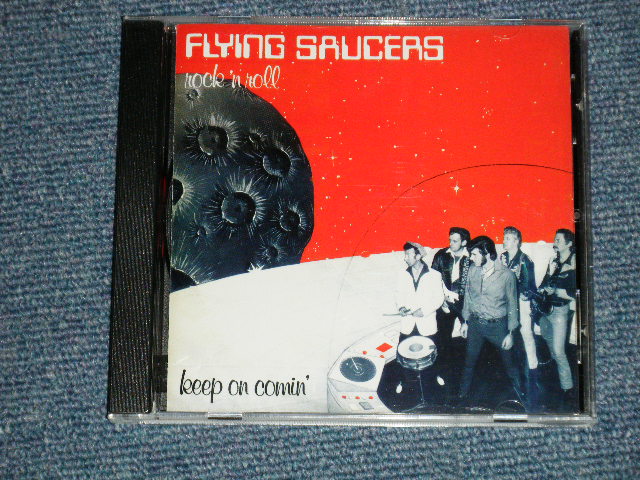 FLYING SAUCERS
rock 'n roll
keep on comin'